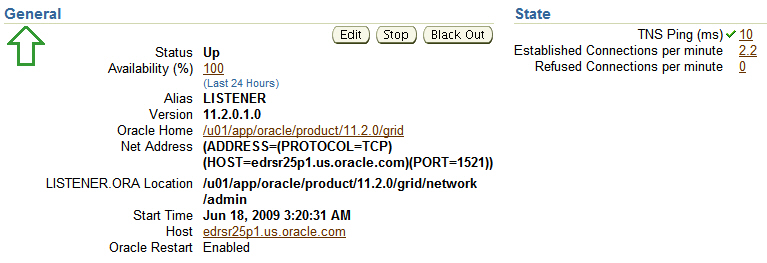 General
Edit Stop Black Out
Status Up
Availability (%) 100
(Last 24 Hours)
Alias LISTENER
Version 11.2.0.1.0
Oracle Home /u01/app/oracle/product/11.2.0/grid
Net Address (ADDRESS=(PROTOCOL=TCP)
(HOST=edrsr25p1.us.oracle.com)(PORT=1521))
LISTENER.ORA Location /u01/app/oracle/product/11.2.0/grid/network
/admin
Start Time Jun 18, 2009 3:20:31 AM
Host edrsr25p1.us.oracle.com
Oracle Restart Enabled
State
TNS Ping (ms) 10
Established Connections per minute 2.2
Refused Connections per minute 0